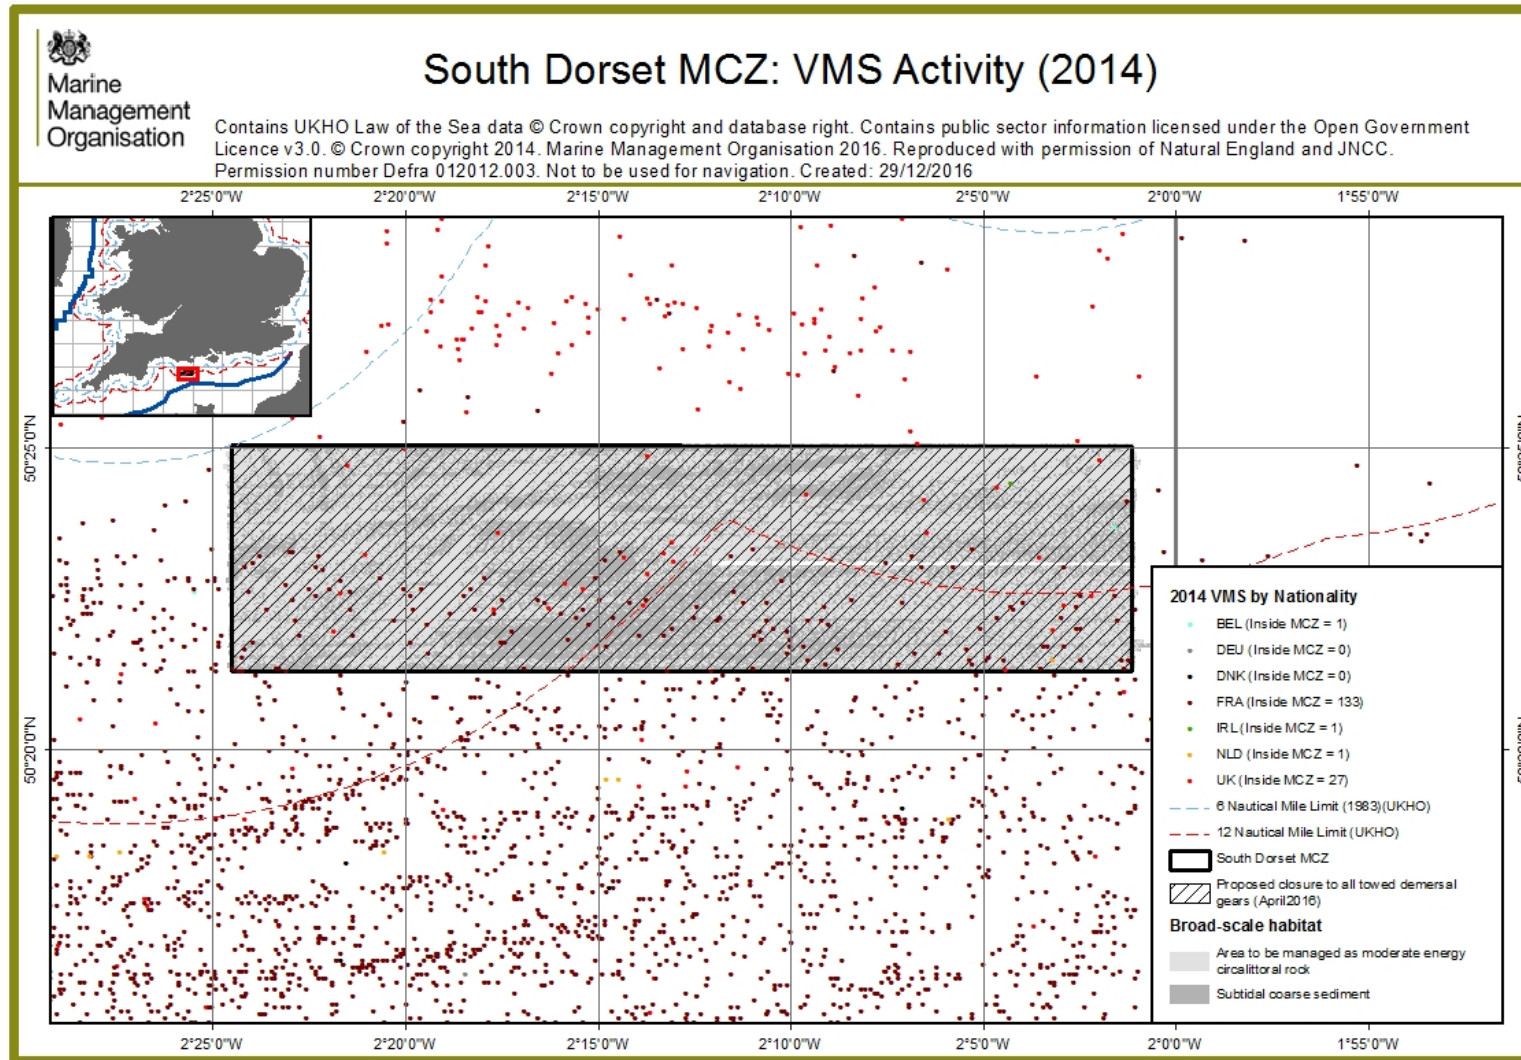 Marine
Management
Organisation
South Dorset MCZ: VMS Activity (2014)
Contains UKHO Law of the Sea data © Crown copyright and database right. Contains public sector information licensed under the Open Government
Licence v3.0. © Crown copyright 2014. Marine Management Organisation 2016. Reproduced with permission of Natural England and JNCC.
Permission number Defra 012012.003. Not to be used for navigation. Created: 29/12/2016
2°25'0"W 2°20'0"W 2°15'0"W 2°10'0"W 2°5'0"W 2°0'0"W 1°55'0"W
50°25'0"N
50°20'0"N
2014 VMS by Nationality
BEL (Inside MCZ = 1)
DEU (Inside MCZ = 0)
DNK (Inside MCZ = 0)
FRA (Inside MCZ = 133)
IRL (Inside MCZ = 1)
NLD (Inside MCZ = 1)
UK (Inside MCZ = 27)
6 Nautical Mile Limit (1983)(UKHO)
12 Nautical Mile Limit (UKHO)
South Dorset MCZ
Proposed closure to all towed demersal
gears (April2016)
Broad-scale habitat
Area to be managed as moderate energy
circalittoral rock
Subtidal coarse sediment
2°25'0"W 2°20'0"W 2°15'0"W 2°10'0"W 2°5'0"W 2°0'0"W 1°55'0"W